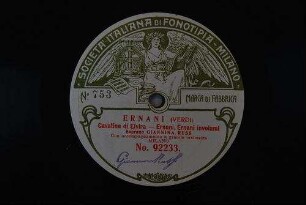 SOCIETÀ ITALIANA DI FONOTIPIA - MILANO
No 753
MARCA DI FABBRICA
ERNANI (VERDI)
Cavatina di Elvira - Ernani, Ernani involami
Soprano GIANNINA RUSS
No. 92233.